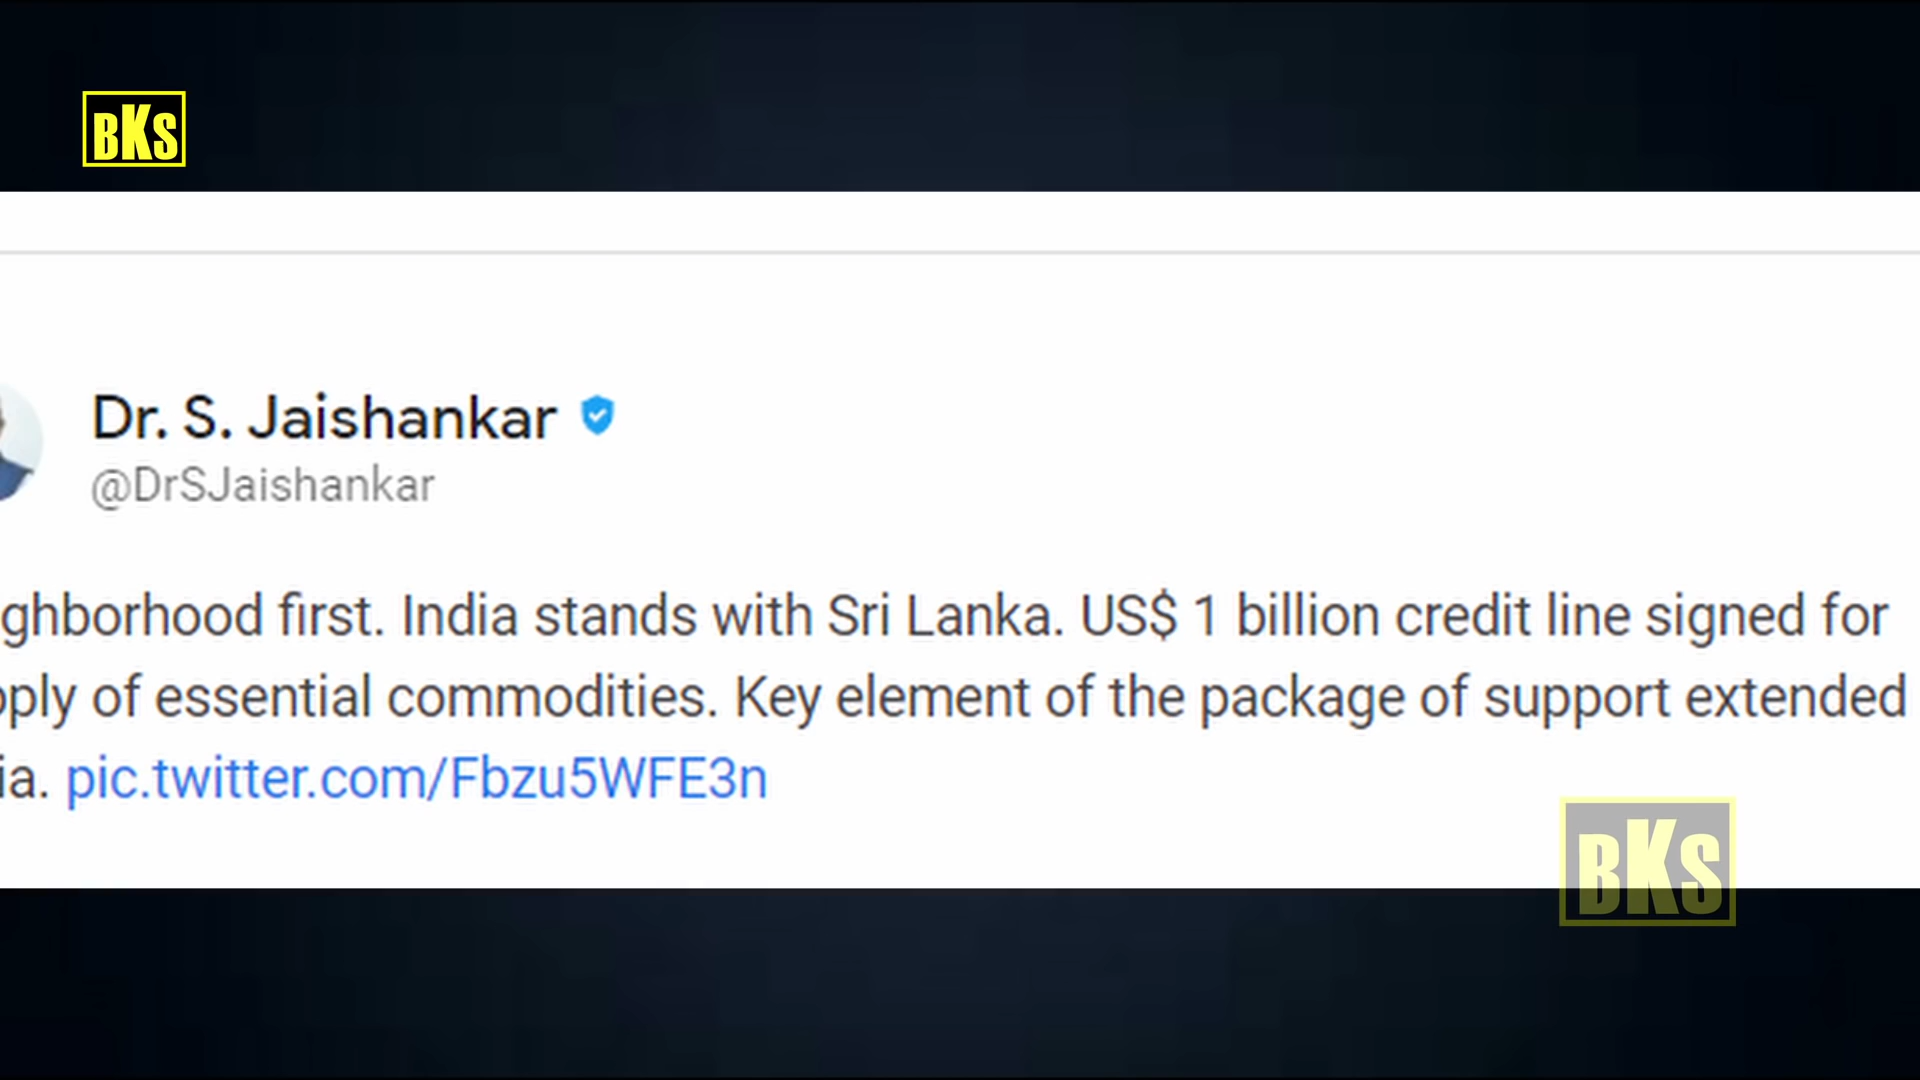 BKS
Dr. S. Jaishankar
@DrSJaishankar
ghborhood first. India stands with Sri Lanka. US$ 1 billion credit line signed for
pply of essential commodities. Key element of the package of support extended
ia. pic.twitter.com/Fbzu5WFE3n
BKS